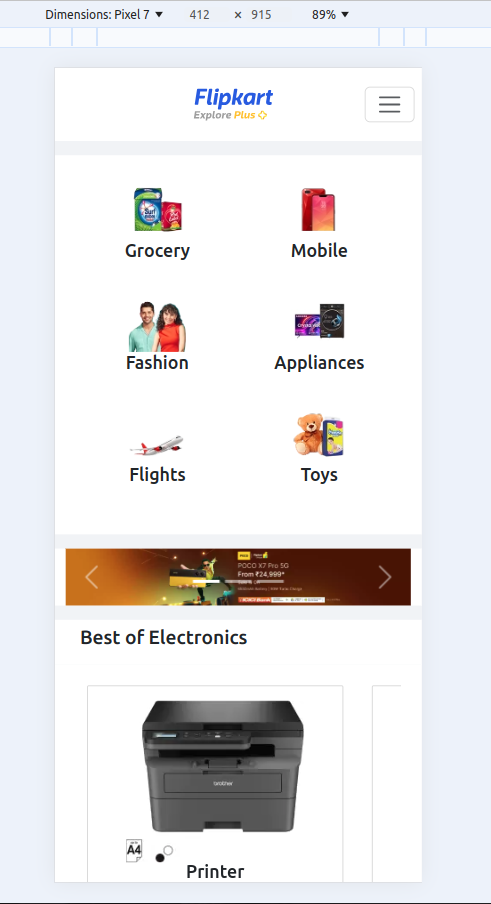 Dimensions: Pixel 7 ▼ 412 × 915 89% ▼
Flipkart
Explore Plus
Grocery Mobile
Fashion Appliances
Flights Toys
POCO X7 Pro 5G
From ₹24,999*
Best of Electronics
brother
A4
Printer